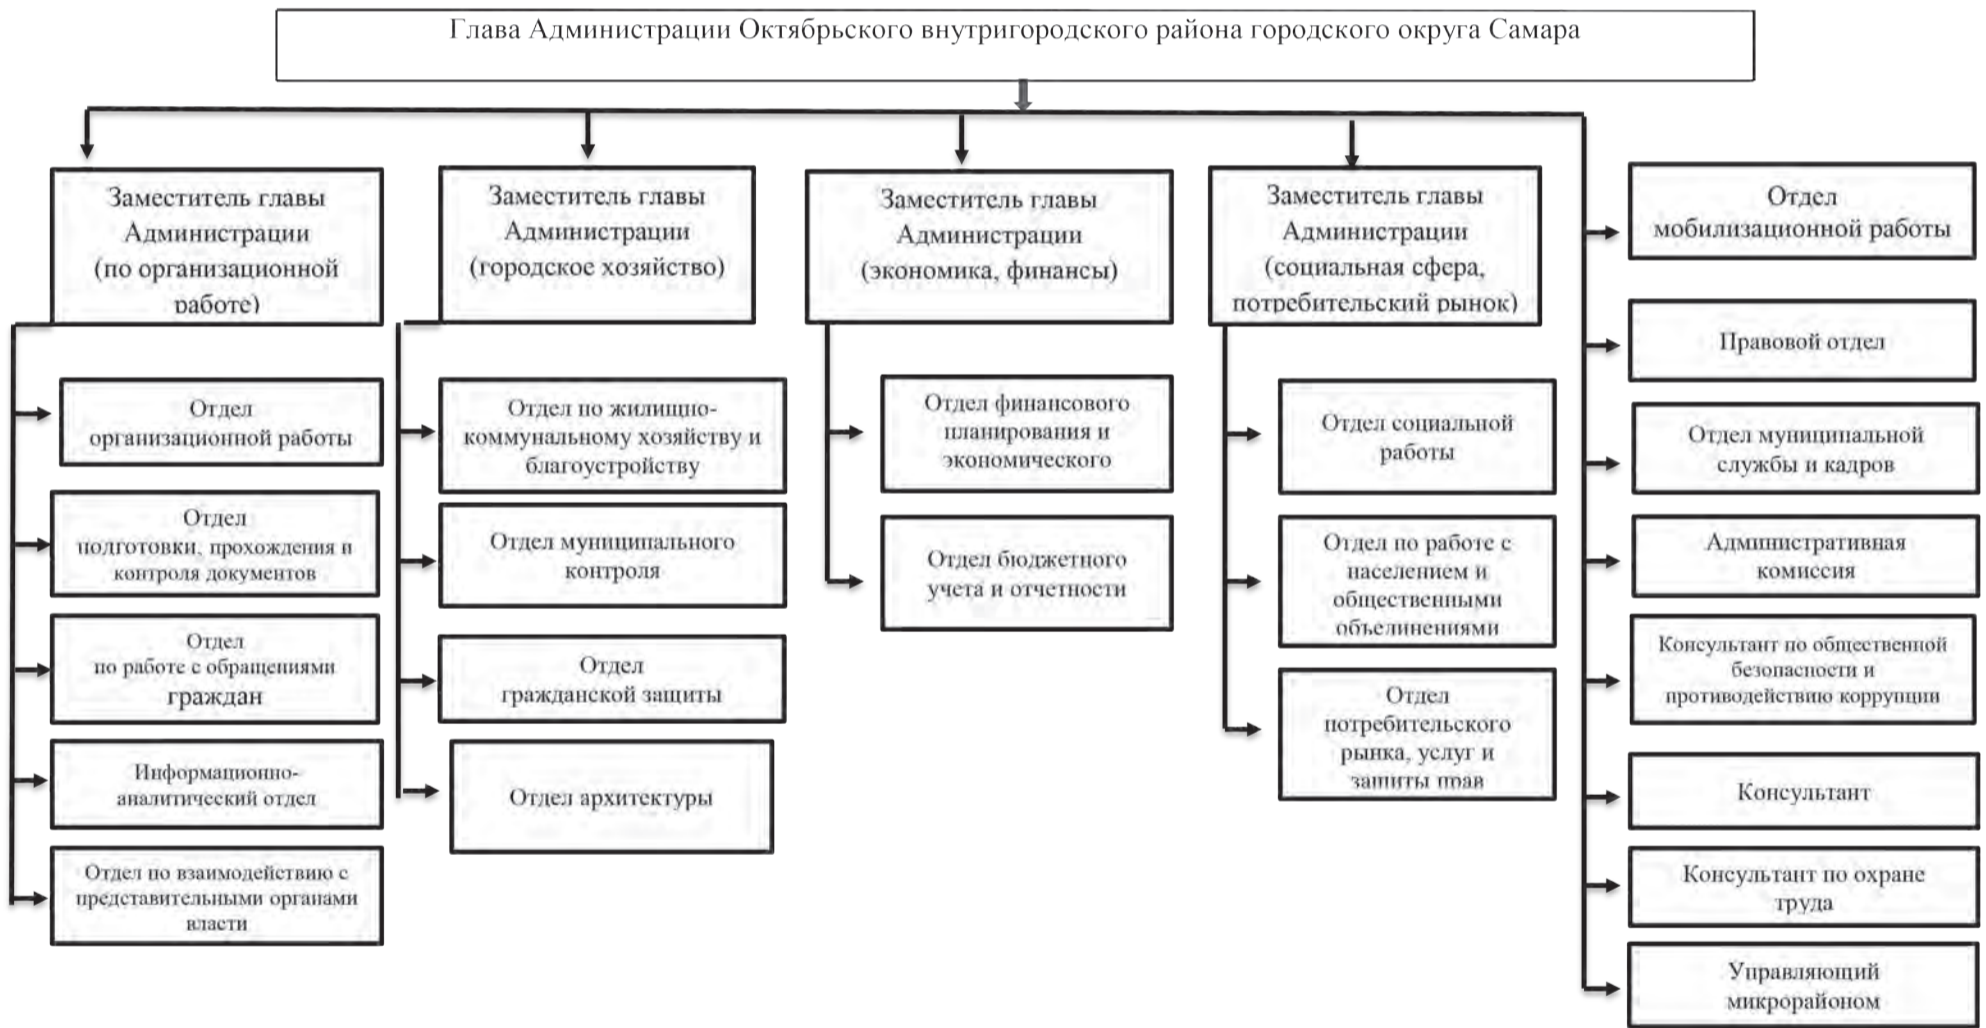 Глава Администрации Октябрьского внутригородского района городского округа Самара
Заместитель главы
Администрации
(по организационной
работе)
Отдел
организационной работы
Отдел
подготовки, прохождения и
контроля документов
Отдел
по работе с обращениями
граждан
Информационно-
аналитический отдел
Отдел по взаимодействию с
представительными органами
власти
Заместитель главы
Администрации
(городское хозяйство)
Отдел по жилищно-
коммунальному хозяйству и
благоустройству
Отдел муниципального
контроля
Отдел
гражданской защиты
Отдел архитектуры
Заместитель главы
Администрации
(экономика, финансы)
Отдел финансового
планирования и
экономического
Отдел бюджетного
учета и отчетности
Заместитель главы
Администрации
(социальная сфера,
потребительский рынок)
Отдел социальной
работы
Отдел по работе с
населением и
общественными
объединениями
Отдел
потребительского
рынка, услуг и
защиты прав
Отдел
мобилизационной работы
Правовой отдел
Отдел муниципальной
службы и кадров
Административная
комиссия
Консультант по общественной
безопасности и
противодействию коррупции
Консультант
Консультант по охране
труда
Управляющий
микрорайоном